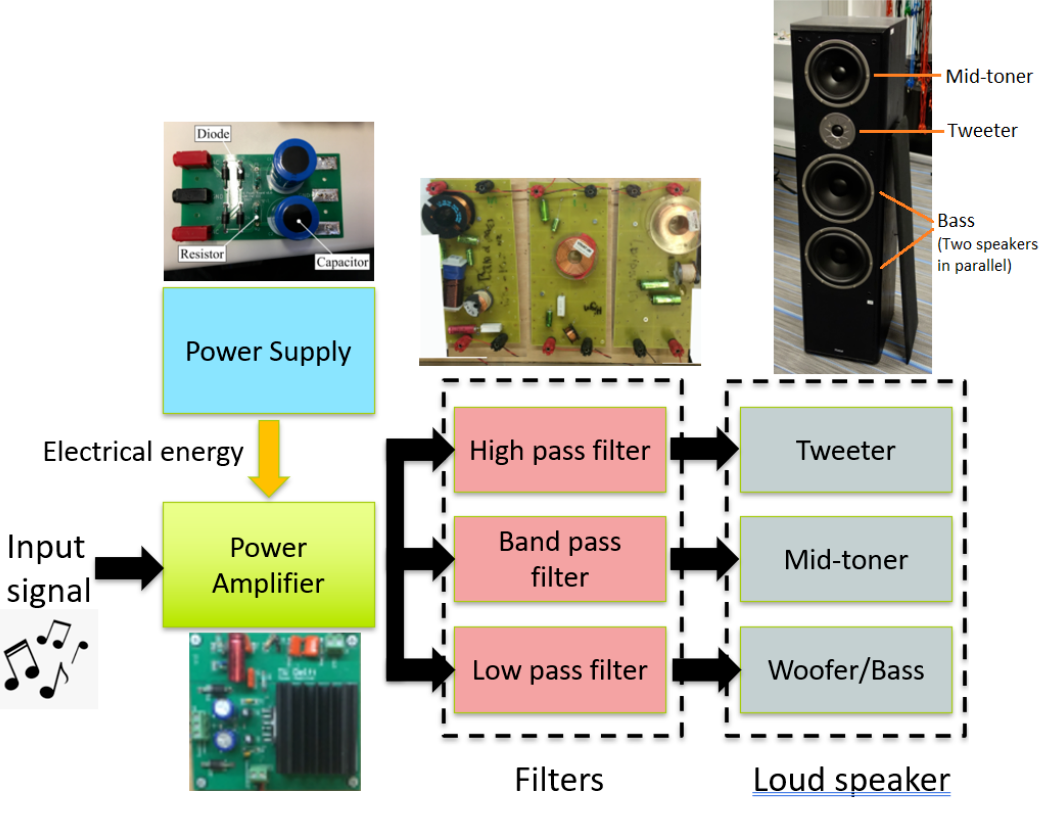 Mid-toner
Tweeter
Bass
(Two speakers
in parallel)
Diode
Resistor
Capacitor
Power Supply
Electrical energy
Input
signal
Power
Amplifier
High pass filter
Band pass
filter
Low pass filter
Tweeter
Mid-toner
Woofer/Bass
Filters
Loud speaker